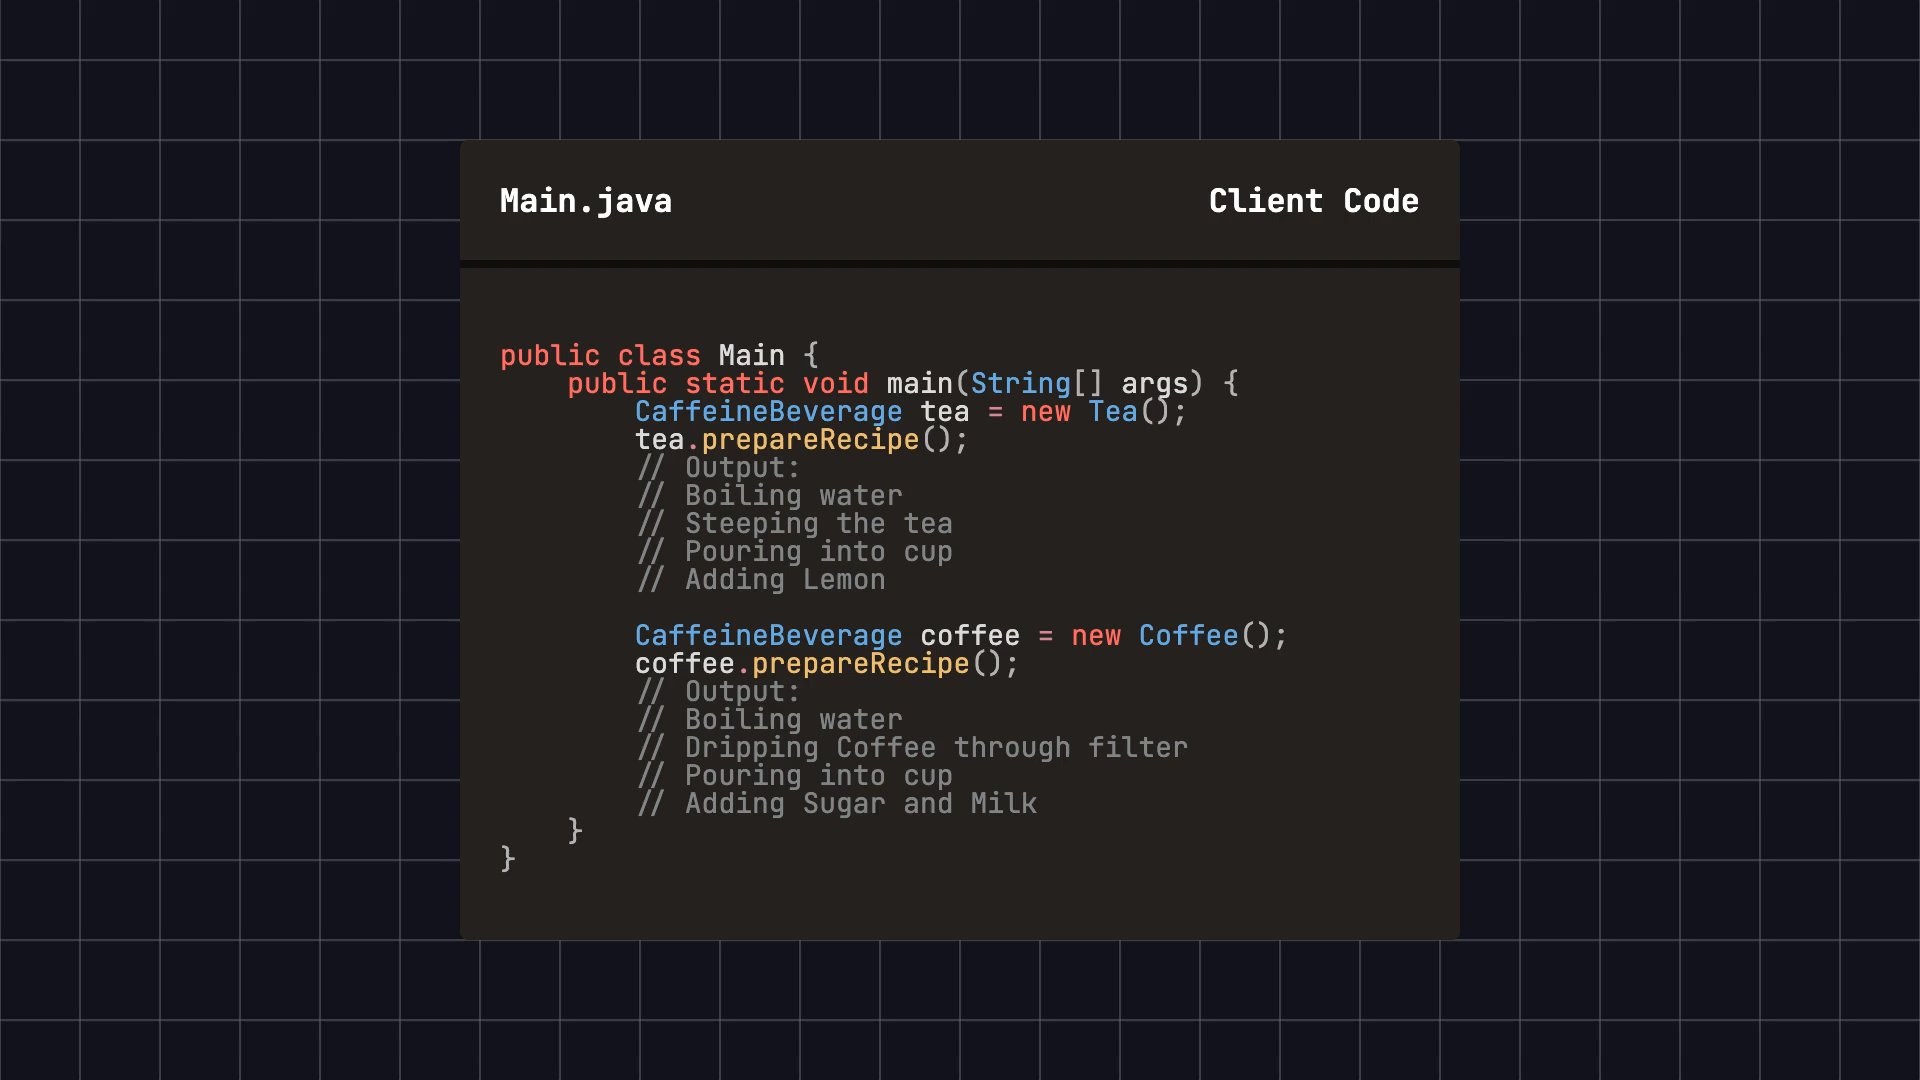 Main.java
Client Code
public class Main {
    public static void main(String[] args) {
        CaffeineBeverage tea = new Tea();
        tea.prepareRecipe();
        // Output:
        // Boiling water
        // Steeping the tea
        // Pouring into cup
        // Adding Lemon

        CaffeineBeverage coffee = new Coffee();
        coffee.prepareRecipe();
        // Output:
        // Boiling water
        // Dripping Coffee through filter
        // Pouring into cup
        // Adding Sugar and Milk
    }
}